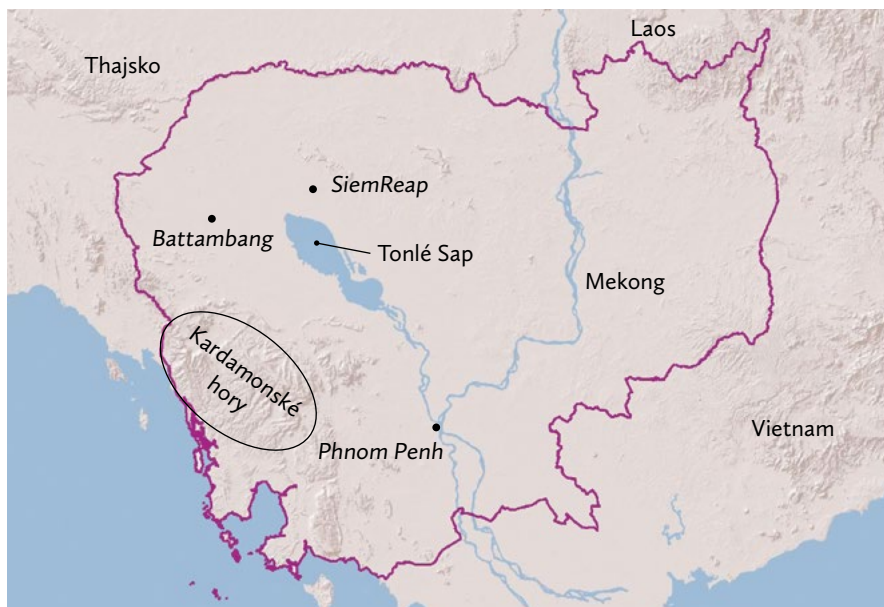 Laos
Thajsko
SiemReap
Battambang
Tonlé Sap
Mekong
Kardamonské
hory
Phnom Penh
Vietnam